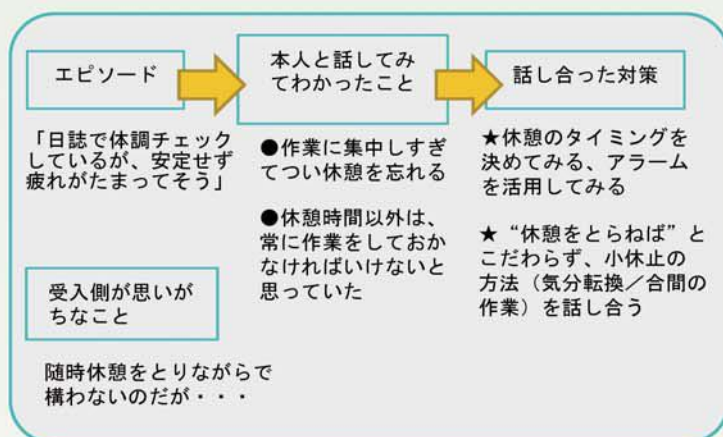 エピソード
「日誌で体調チェック
しているが、安定せず
疲れがたまってそう」
受入側が思いが
ちなこと
随時休憩をとりながらで
構わないのだが・・・
本人と話してみ
てわかったこと
●作業に集中しすぎ
てつい休憩を忘れる
●休憩時間以外は、
常に作業をしておか
なければいけないと
思っていた
話し合った対策
★休憩のタイミングを
決めてみる、アラーム
を活用してみる
★“休憩をとらねば”と
こだわらず、小休止の
方法（気分転換／合間の
作業）を話し合う